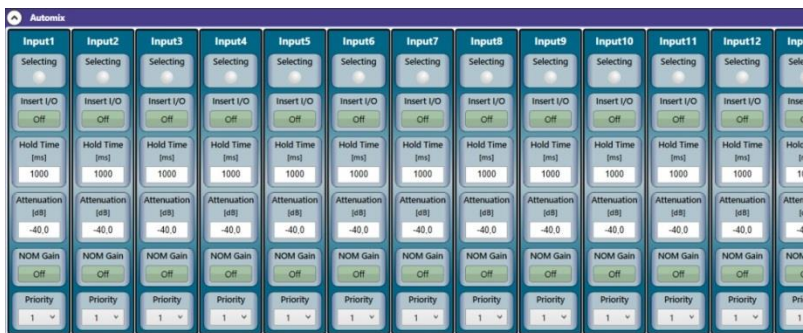 Automix
Input1 Input2 Input3 Input4 Input5 Input6 Input7 Input8 Input9 Input10 Input11 Input12 Inp
Selecting Selecting Selecting Selecting Selecting Selecting Selecting Selecting Selecting Selecting Selecting Selecting Sele
Insert I/O Insert I/O Insert I/O Insert I/O Insert I/O Insert I/O Insert I/O Insert I/O Insert I/O Insert I/O Insert I/O Insert I/O Inser
Off Off Off Off Off Off Off Off Off Off Off Off
Hold Time Hold Time Hold Time Hold Time Hold Time Hold Time Hold Time Hold Time Hold Time Hold Time Hold Time Hold Time Hold
[ms] [ms] [ms] [ms] [ms] [ms] [ms] [ms] [ms] [ms] [ms] [ms]
1000 1000 1000 1000 1000 1000 1000 1000 1000 1000 1000 1000
Attenuation Attenuation Attenuation Attenuation Attenuation Attenuation Attenuation Attenuation Attenuation Attenuation Attenuation Attenuation Atten
[dB] [dB] [dB] [dB] [dB] [dB] [dB] [dB] [dB] [dB] [dB] [dB]
-40,0 -40,0 -40,0 -40,0 -40,0 -40,0 -40,0 -40,0 -40,0 -40,0 -40,0 -40,0
NOM Gain NOM Gain NOM Gain NOM Gain NOM Gain NOM Gain NOM Gain NOM Gain NOM Gain NOM Gain NOM Gain NOM Gain NOM
Off Off Off Off Off Off Off Off Off Off Off Off
Priority Priority Priority Priority Priority Priority Priority Priority Priority Priority Priority Priority Pri
1 1 1 1 1 1 1 1 1 1 1 1 1